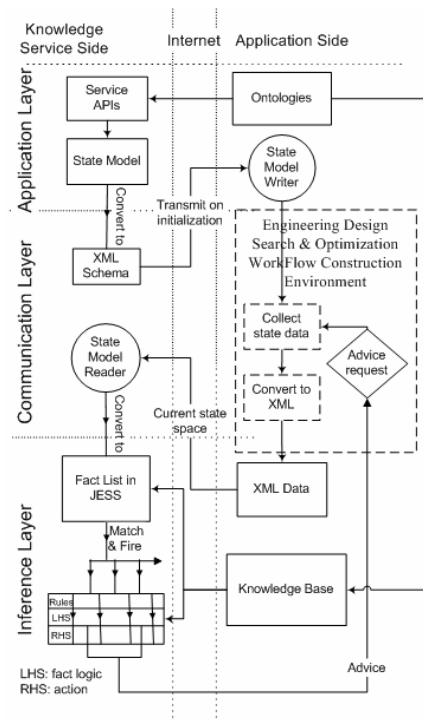 Knowledge
Service Side
Internet
Application Side
Application Layer
Service
APIs
Ontologies
State Model
State
Model
Writer
Convert to
Transmit on
initialization
Communication Layer
XML
Schema
Engineering Design
Search & Optimization
WorkFlow Construction
Environment
Collect
state data
State
Model
Reader
Advice
request
Convert to
XML
Convert to
Current state
space
Inference Layer
Fact List in
JESS
XML Data
Match
& Fire
Rules
LHS
RHS
Knowledge Base
LHS: fact logic
RHS: action
Advice